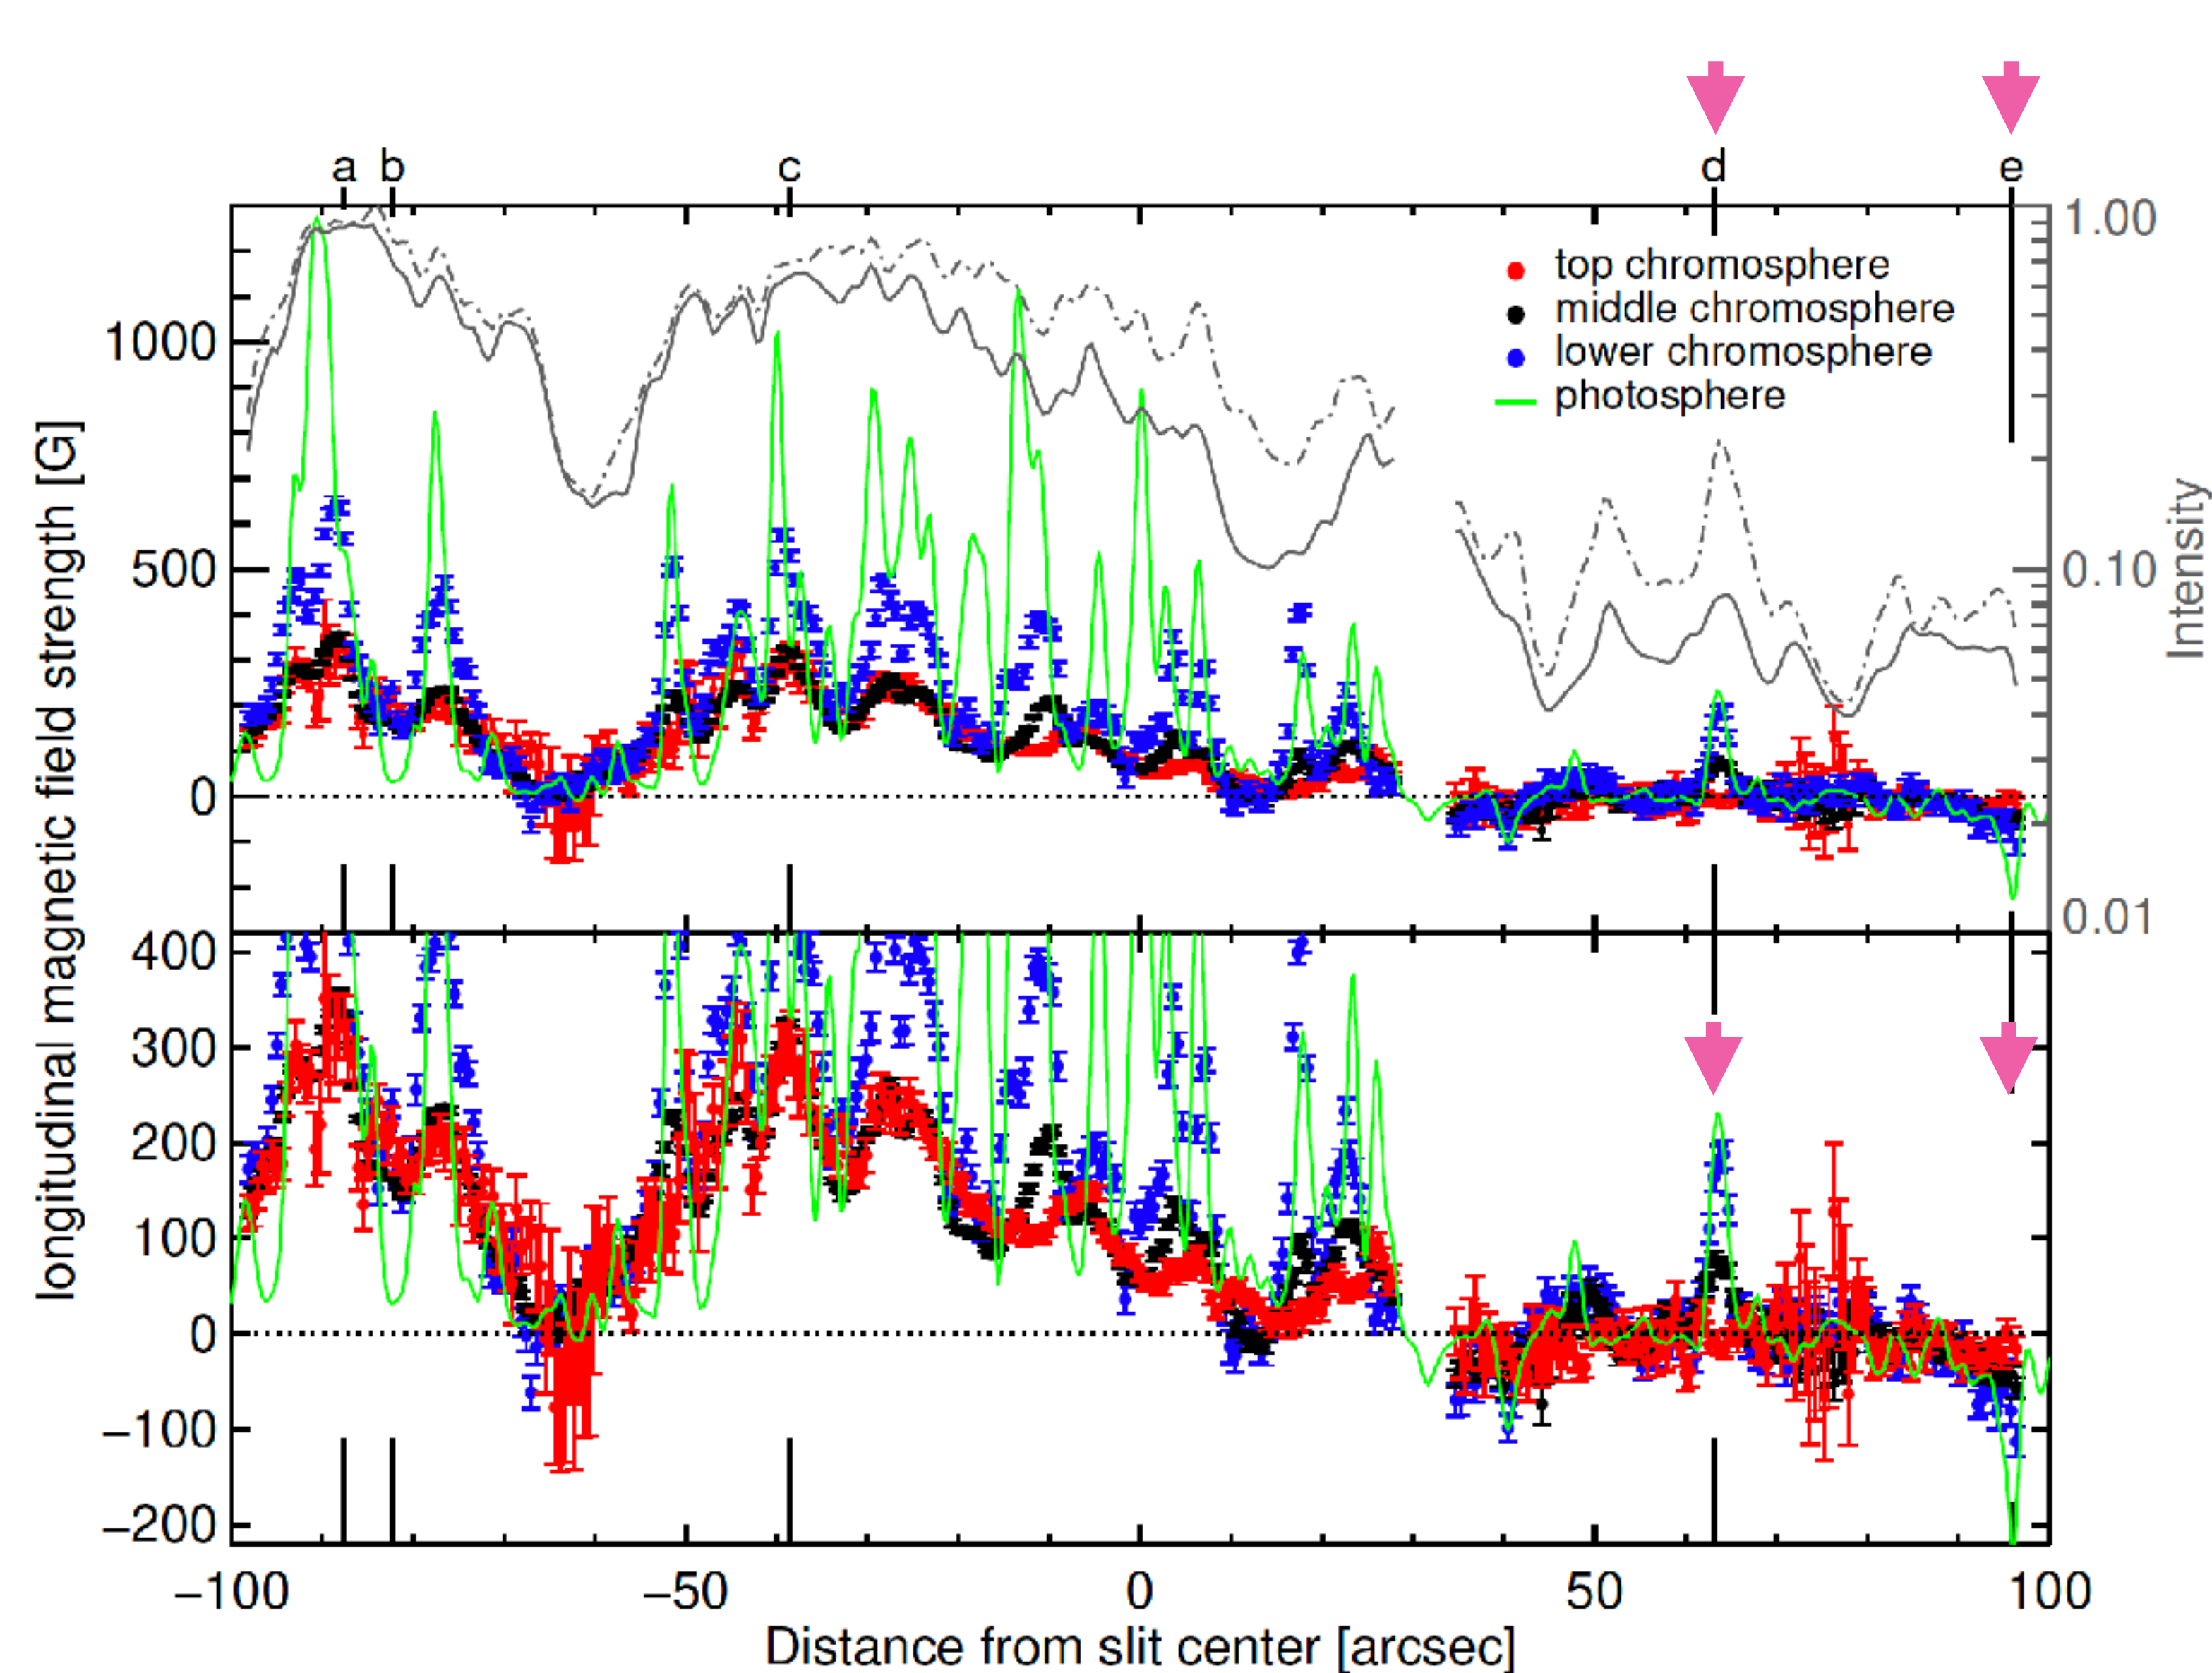 a b c d e
top chromosphere
middle chromosphere
lower chromosphere
photosphere
1000
500
0
1.00
0.10
0.01
Intensity
longitudinal magnetic field strength [G]
400
300
200
100
0
−100
−200
−100 −50 0 50 100
Distance from slit center [arcsec]